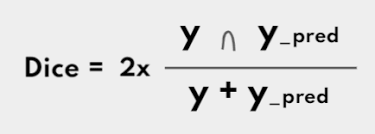 y ∩ y_pred
Dice = 2x
y + y_pred